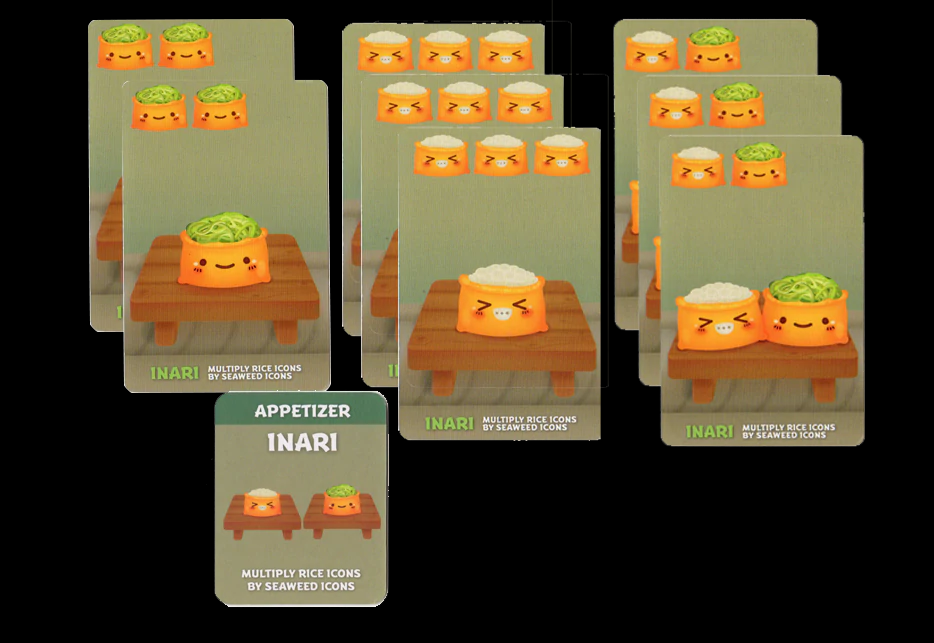 INARI MULTIPLY RICE ICONS
BY SEAWEED ICONS
INARI MULTIPLY RICE ICONS
BY SEAWEED ICONS
INARI MULTIPLY RICE ICONS
BY SEAWEED ICONS
APPETIZER
INARI
MULTIPLY RICE ICONS
BY SEAWEED ICONS